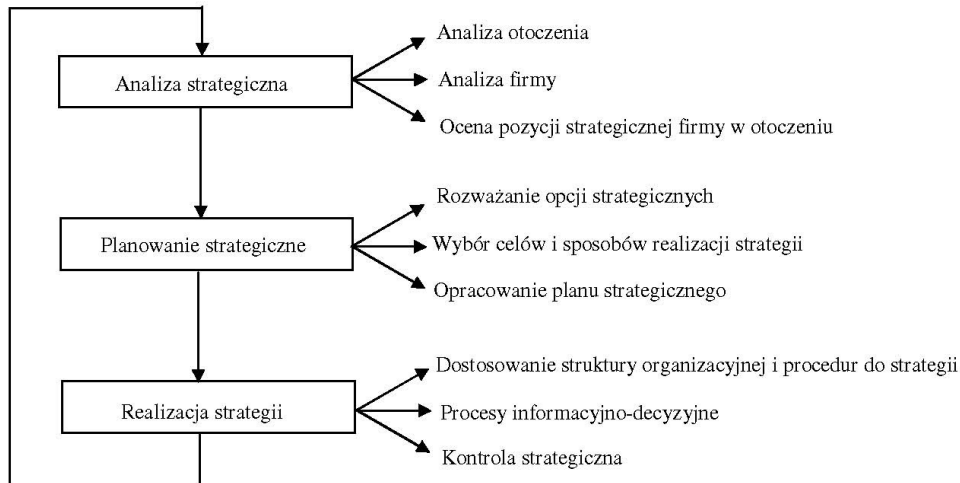 Analiza strategiczna
Analiza otoczenia
Analiza firmy
Ocena pozycji strategicznej firmy w otoczeniu
Planowanie strategiczne
Rozważanie opcji strategicznych
Wybór celów i sposobów realizacji strategii
Opracowanie planu strategicznego
Realizacja strategii
Dostosowanie struktury organizacyjnej i procedur do strategii
Procesy informacyjno-decyzyjne
Kontrola strategiczna